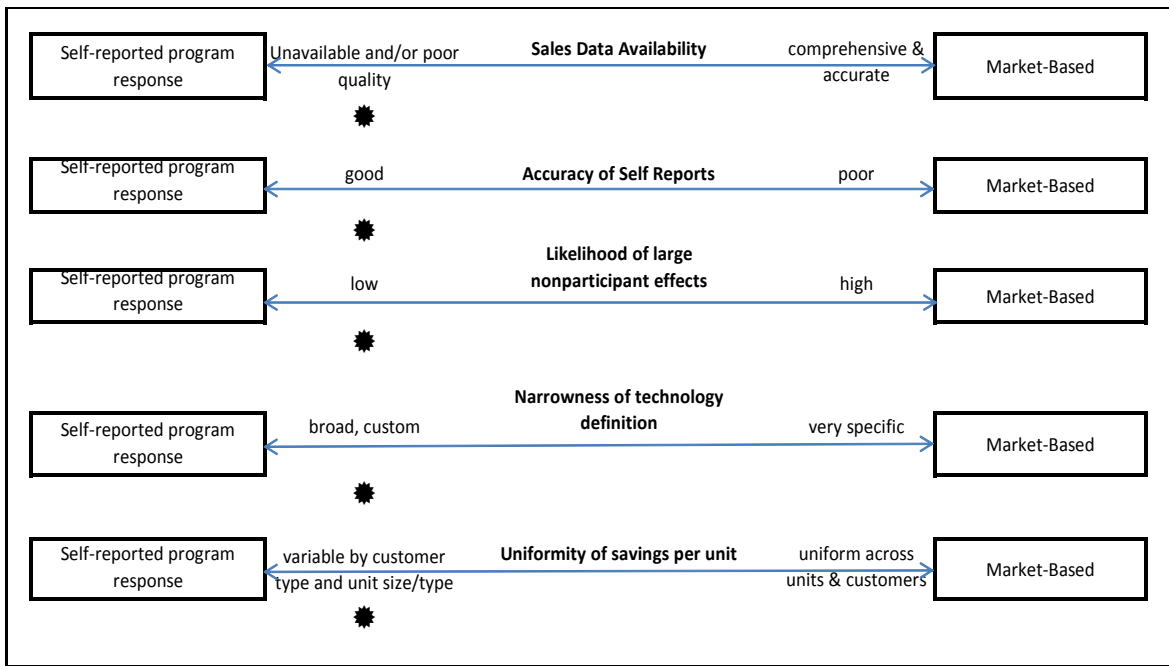 Self-reported program
response
Unavailable and/or poor
quality
Sales Data Availability
comprehensive &
accurate
Market-Based
Self-reported program
response
good
Accuracy of Self Reports
poor
Market-Based
Self-reported program
response
low
Likelihood of large
nonparticipant effects
high
Market-Based
Self-reported program
response
broad, custom
Narrowness of technology
definition
very specific
Market-Based
Self-reported program
response
variable by customer
type and unit size/type
Uniformity of savings per unit
uniform across
units & customers
Market-Based